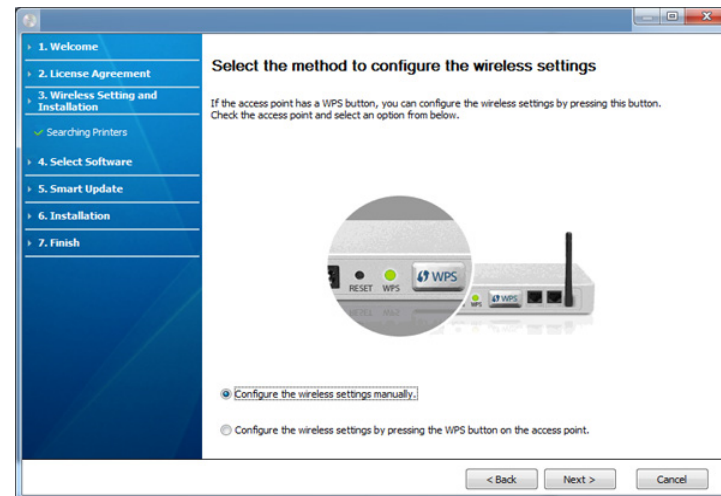 1. Welcome
2. License Agreement
3. Wireless Setting and
Installation
Searching Printers
4. Select Software
5. Smart Update
6. Installation
7. Finish
Select the method to configure the wireless settings
If the access point has a WPS button, you can configure the wireless settings by pressing this button.
Check the access point and select an option from below.
WPS
RESET WPS
WPS WPS
Configure the wireless settings manually.
Configure the wireless settings by pressing the WPS button on the access point.
< Back Next > Cancel